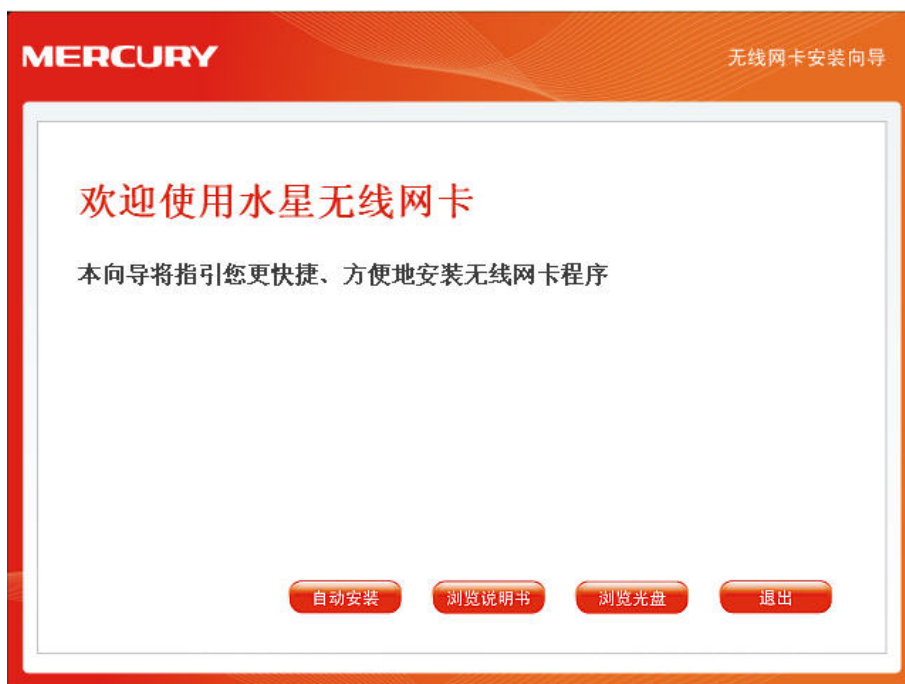 MERCURY
无线网卡安装向导
欢迎使用水星无线网卡
本向导将指引您更快捷、方便地安装无线网卡程序
自动安装 浏览说明书 浏览光盘 退出